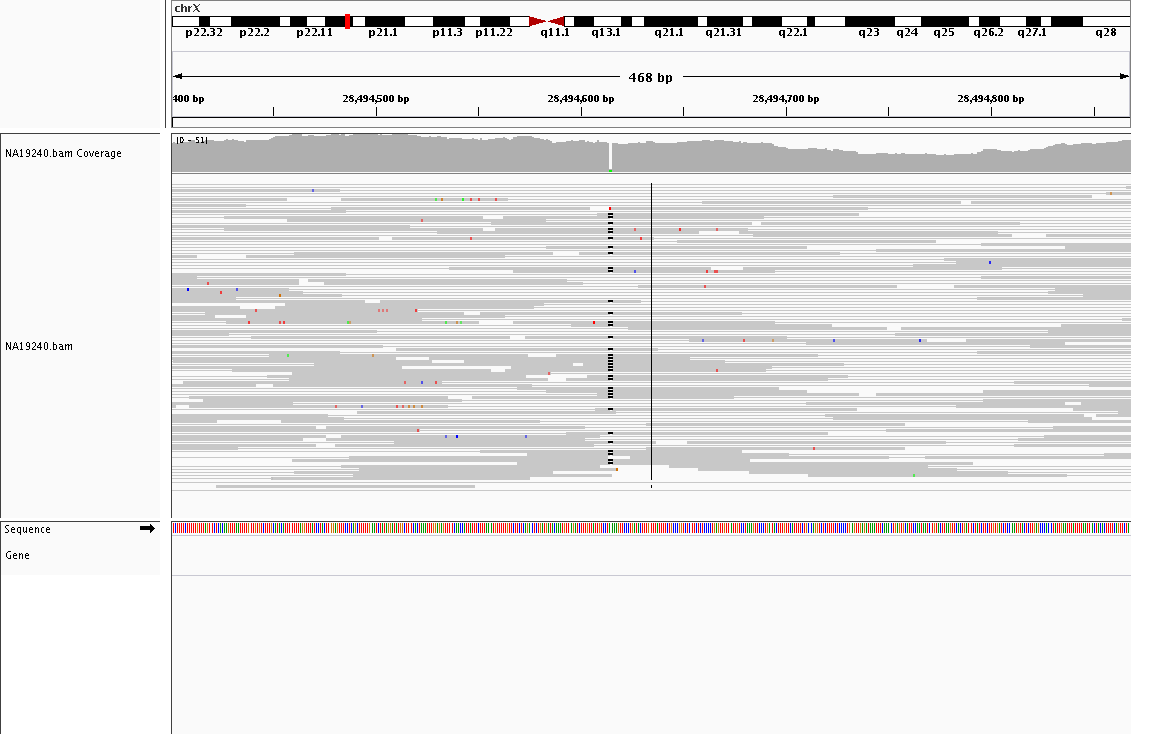 chrX
p22.32 p22.2 p22.11 p21.1 p11.3 p11.22 q11.1 q13.1 q21.1 q21.31 q22.1 q23 q24 q25 q26.2 q27.1 q28
468 bp
400 bp 28,494,500 bp 28,494,600 bp 28,494,700 bp 28,494,800 bp
NA19240.bam Coverage
[0 - 51]
NA19240.bam
Sequence
Gene